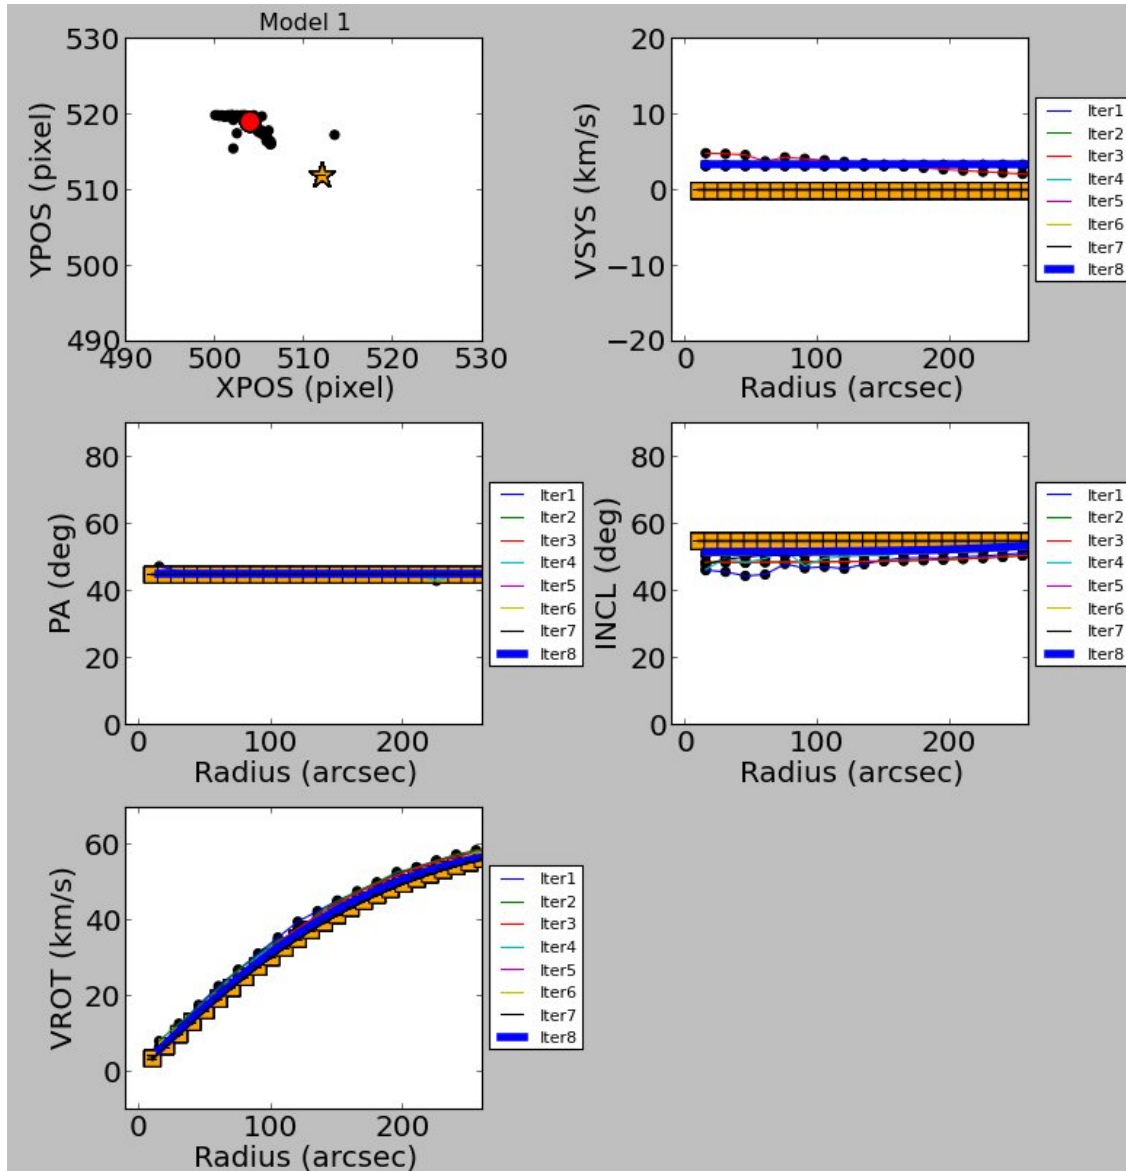 Model 1
530
520
510
500
490
YPOS (pixel)
490 500 510 520 530
XPOS (pixel)
20
10
0
−10
−20
VSYS (km/s)
0 100 200
Radius (arcsec)
Iter1
Iter2
Iter3
Iter4
Iter5
Iter6
Iter7
Iter8
80
60
40
20
0
PA (deg)
0 100 200
Radius (arcsec)
Iter1
Iter2
Iter3
Iter4
Iter5
Iter6
Iter7
Iter8
80
60
40
20
0
INCL (deg)
0 100 200
Radius (arcsec)
Iter1
Iter2
Iter3
Iter4
Iter5
Iter6
Iter7
Iter8
60
40
20
0
VROT (km/s)
0 100 200
Radius (arcsec)
Iter1
Iter2
Iter3
Iter4
Iter5
Iter6
Iter7
Iter8